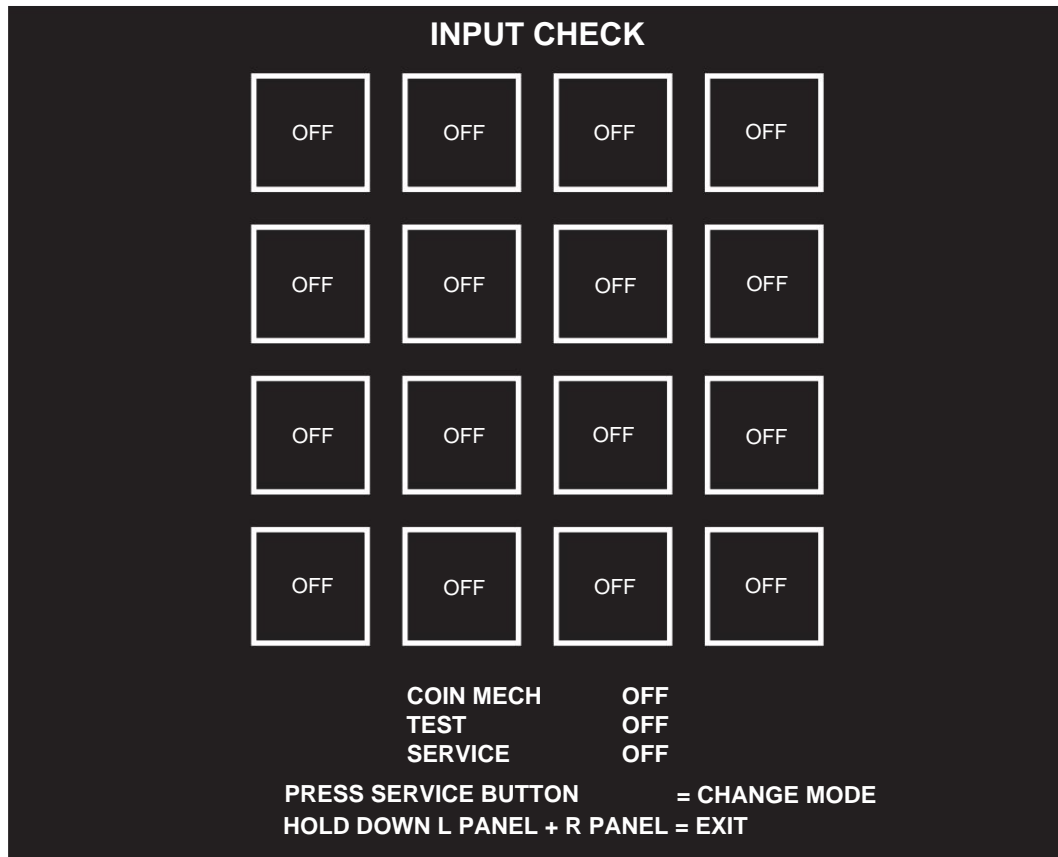 INPUT CHECK
OFF OFF OFF OFF
OFF OFF OFF OFF
OFF OFF OFF OFF
OFF OFF OFF OFF
COIN MECH OFF
TEST OFF
SERVICE OFF
PRESS SERVICE BUTTON = CHANGE MODE
HOLD DOWN L PANEL + R PANEL = EXIT